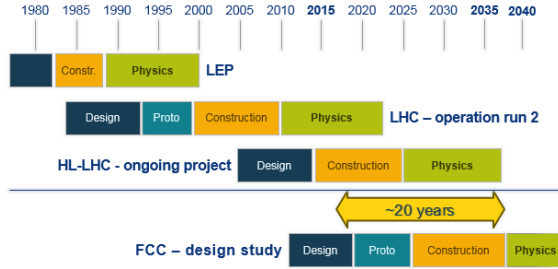 1980 1985 1990 1995 2000 2005 2010 2015 2020 2025 2030 2035 2040
Constr. Physics LEP
Design Proto Construction Physics LHC – operation run 2
HL-LHC - ongoing project Design Construction Physics
~20 years
FCC – design study Design Proto Construction Physics